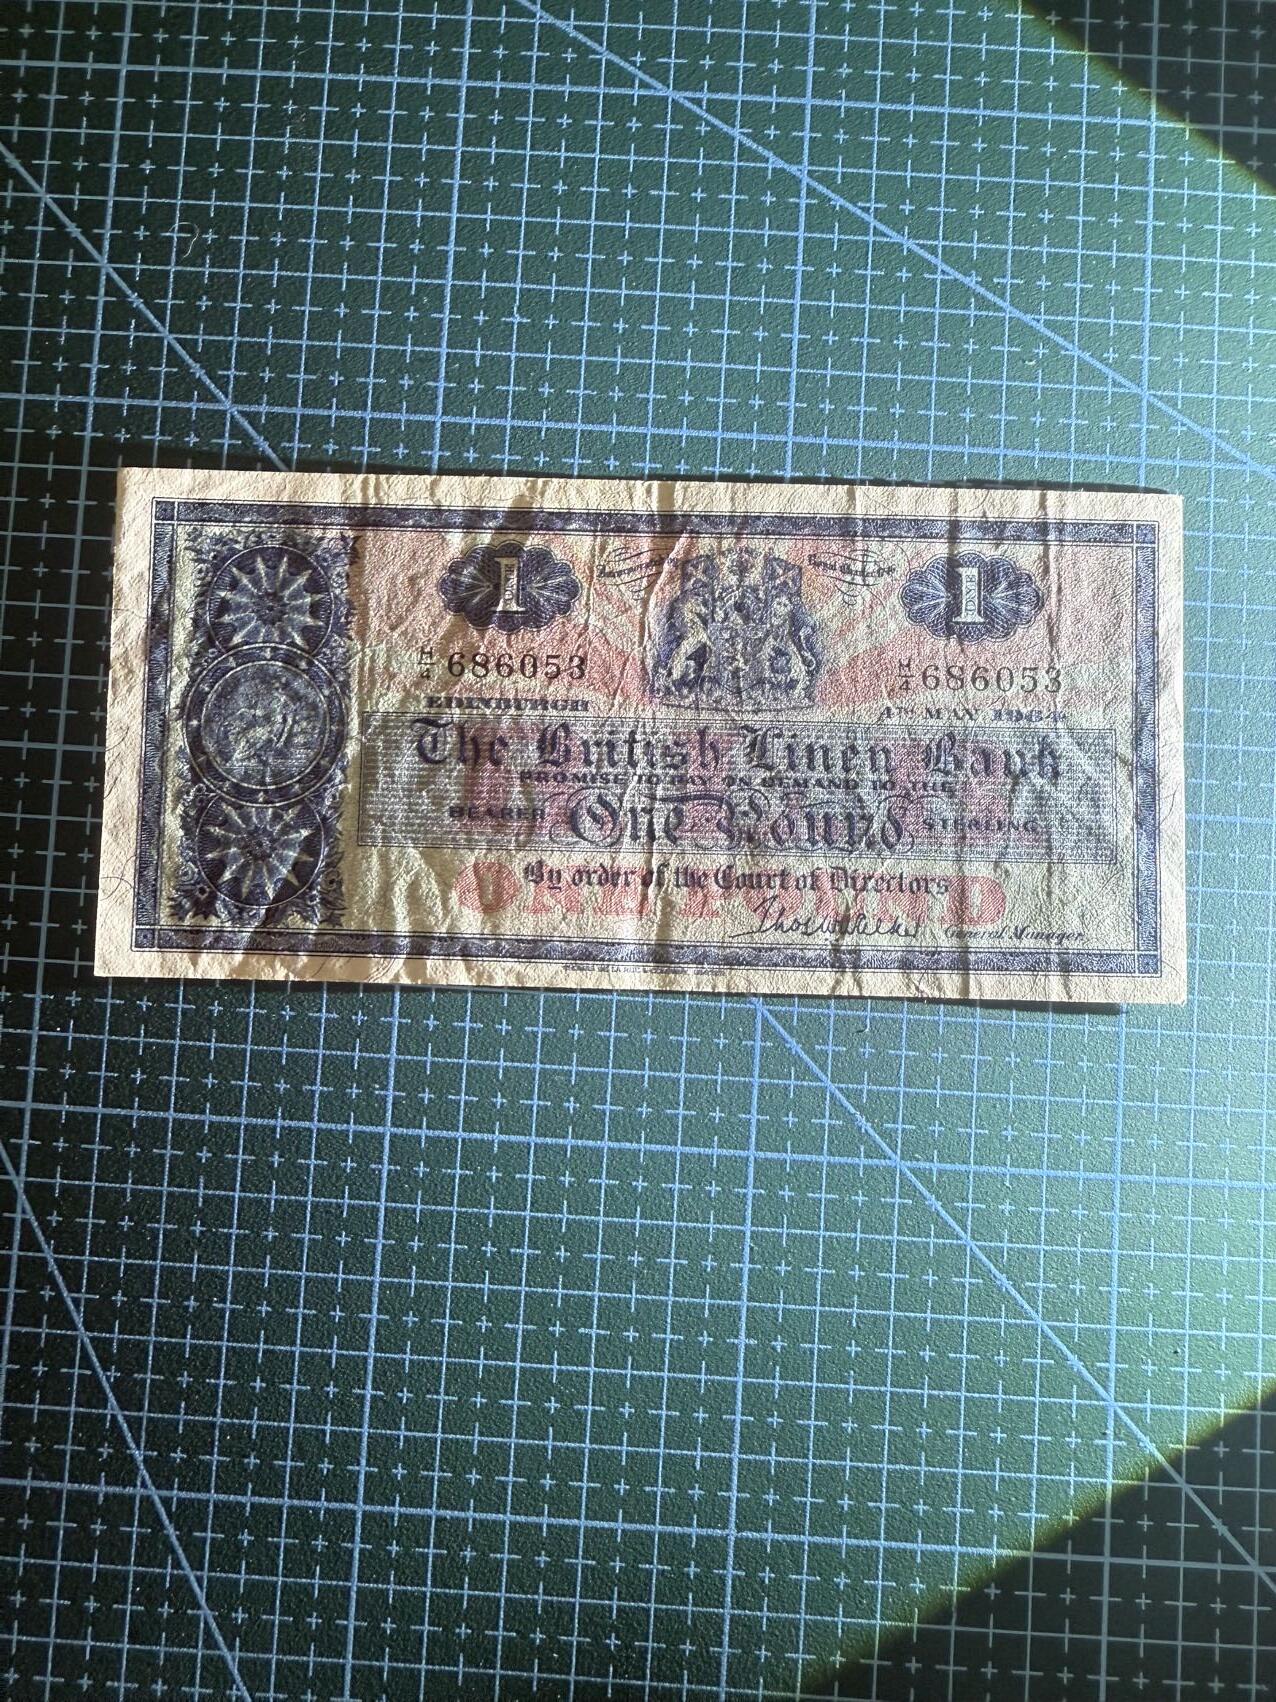 1
1
H/4 686053
H/4 686053
EDINBURGH
4TH MAY 1964
The British Linen Bank
PROMISE TO PAY ON DEMAND TO THE
BEARER One Pound STERLING
ONE POUND
By order of the Court of Directors
General Manager